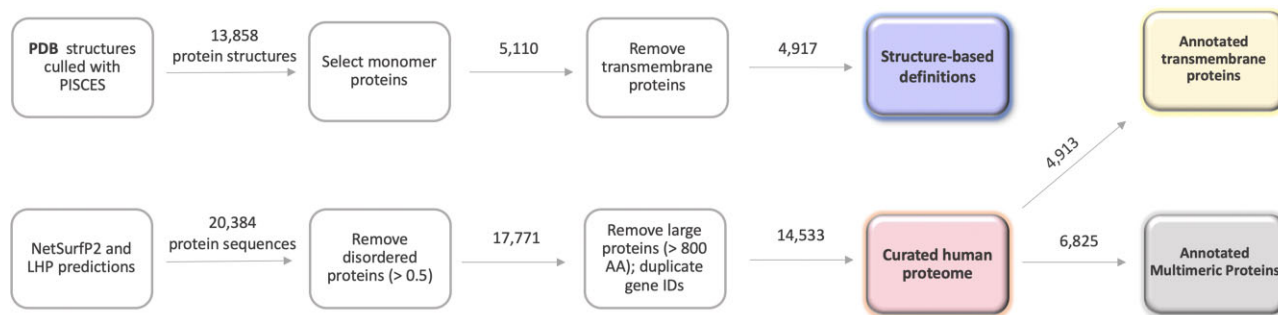 PDB structures
culled with
PISCES
13,858
protein structures
Select monomer
proteins
5,110
Remove
transmembrane
proteins
4,917
Structure-based
definitions
Annotated
transmembrane
proteins
4,913
NetSurfP2 and
LHP predictions
20,384
protein sequences
Remove
disordered
proteins (> 0.5)
17,771
Remove large
proteins (> 800
AA); duplicate
gene IDs
14,533
Curated human
proteome
6,825
Annotated
Multimeric Proteins